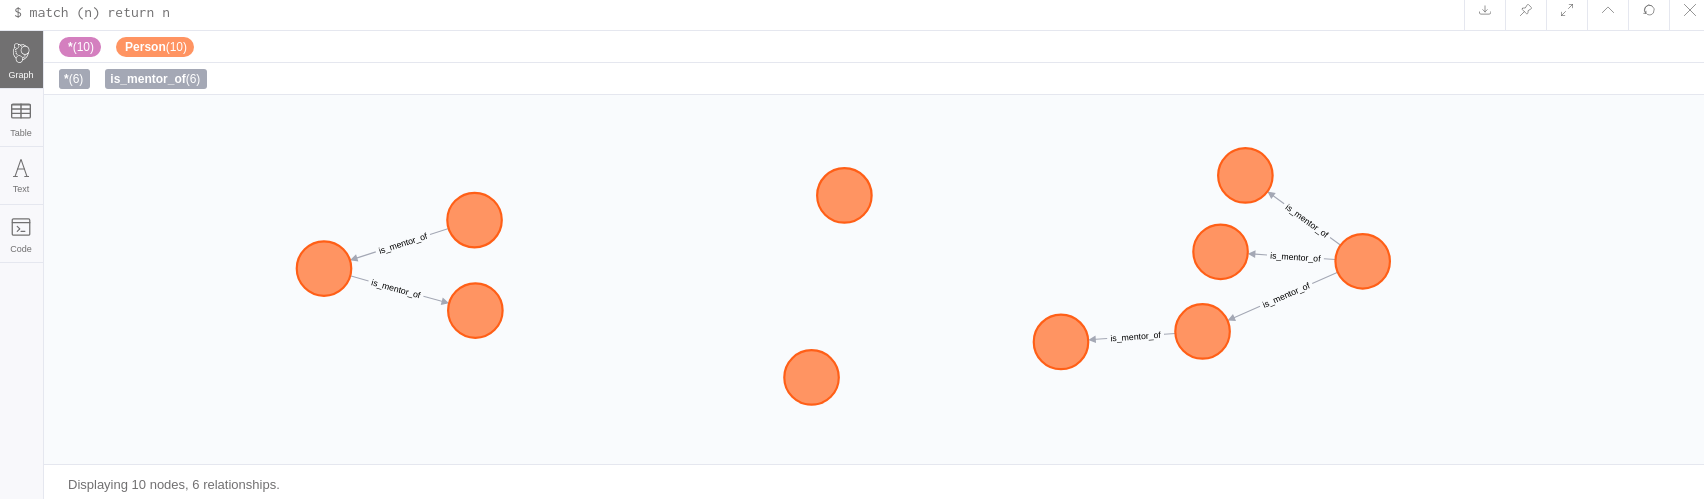 $ match (n) return n
*(10) Person(10)
*(6) is_mentor_of(6)
Graph
Table
Text
Code
is_mentor_of
is_mentor_of
is_mentor_of
is_mentor_of
is_mentor_of
is_mentor_of
Displaying 10 nodes, 6 relationships.